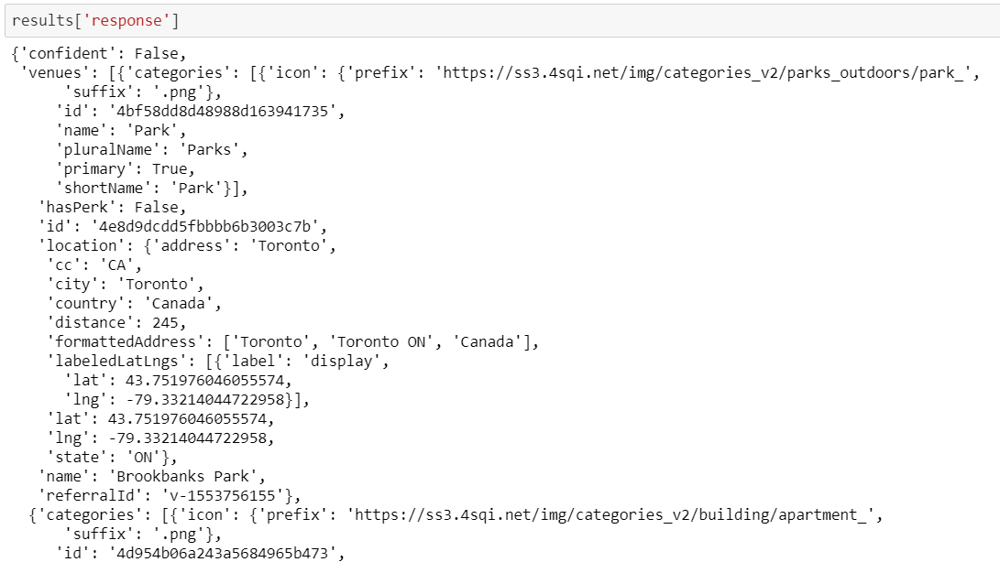 results['response']
{'confident': False,
'venues': [{'categories': [{'icon': {'prefix': 'https://ss3.4sqi.net/img/categories_v2/parks_outdoors/park_',
'suffix': '.png'},
'id': '4bf58dd8d48988d163941735',
'name': 'Park',
'pluralName': 'Parks',
'primary': True,
'shortName': 'Park'}],
'hasPerk': False,
'id': '4e8d9dcdd5fbbbb6b3003c7b',
'location': {'address': 'Toronto',
'cc': 'CA',
'city': 'Toronto',
'country': 'Canada',
'distance': 245,
'formattedAddress': ['Toronto', 'Toronto ON', 'Canada'],
'labeledLatLngs': [{'label': 'display',
'lat': 43.751976046055574,
'lng': -79.33214044722958}],
'lat': 43.751976046055574,
'lng': -79.33214044722958,
'state': 'ON'},
'name': 'Brookbanks Park',
'referralId': 'v-1553756155'},
{'categories': [{'icon': {'prefix': 'https://ss3.4sqi.net/img/categories_v2/building/apartment_',
'suffix': '.png'},
'id': '4d954b06a243a5684965b473',